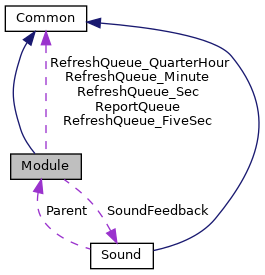 Common
RefreshQueue_QuarterHour
RefreshQueue_Minute
RefreshQueue_Sec
ReportQueue
RefreshQueue_FiveSec
Module
Parent
SoundFeedback
Sound